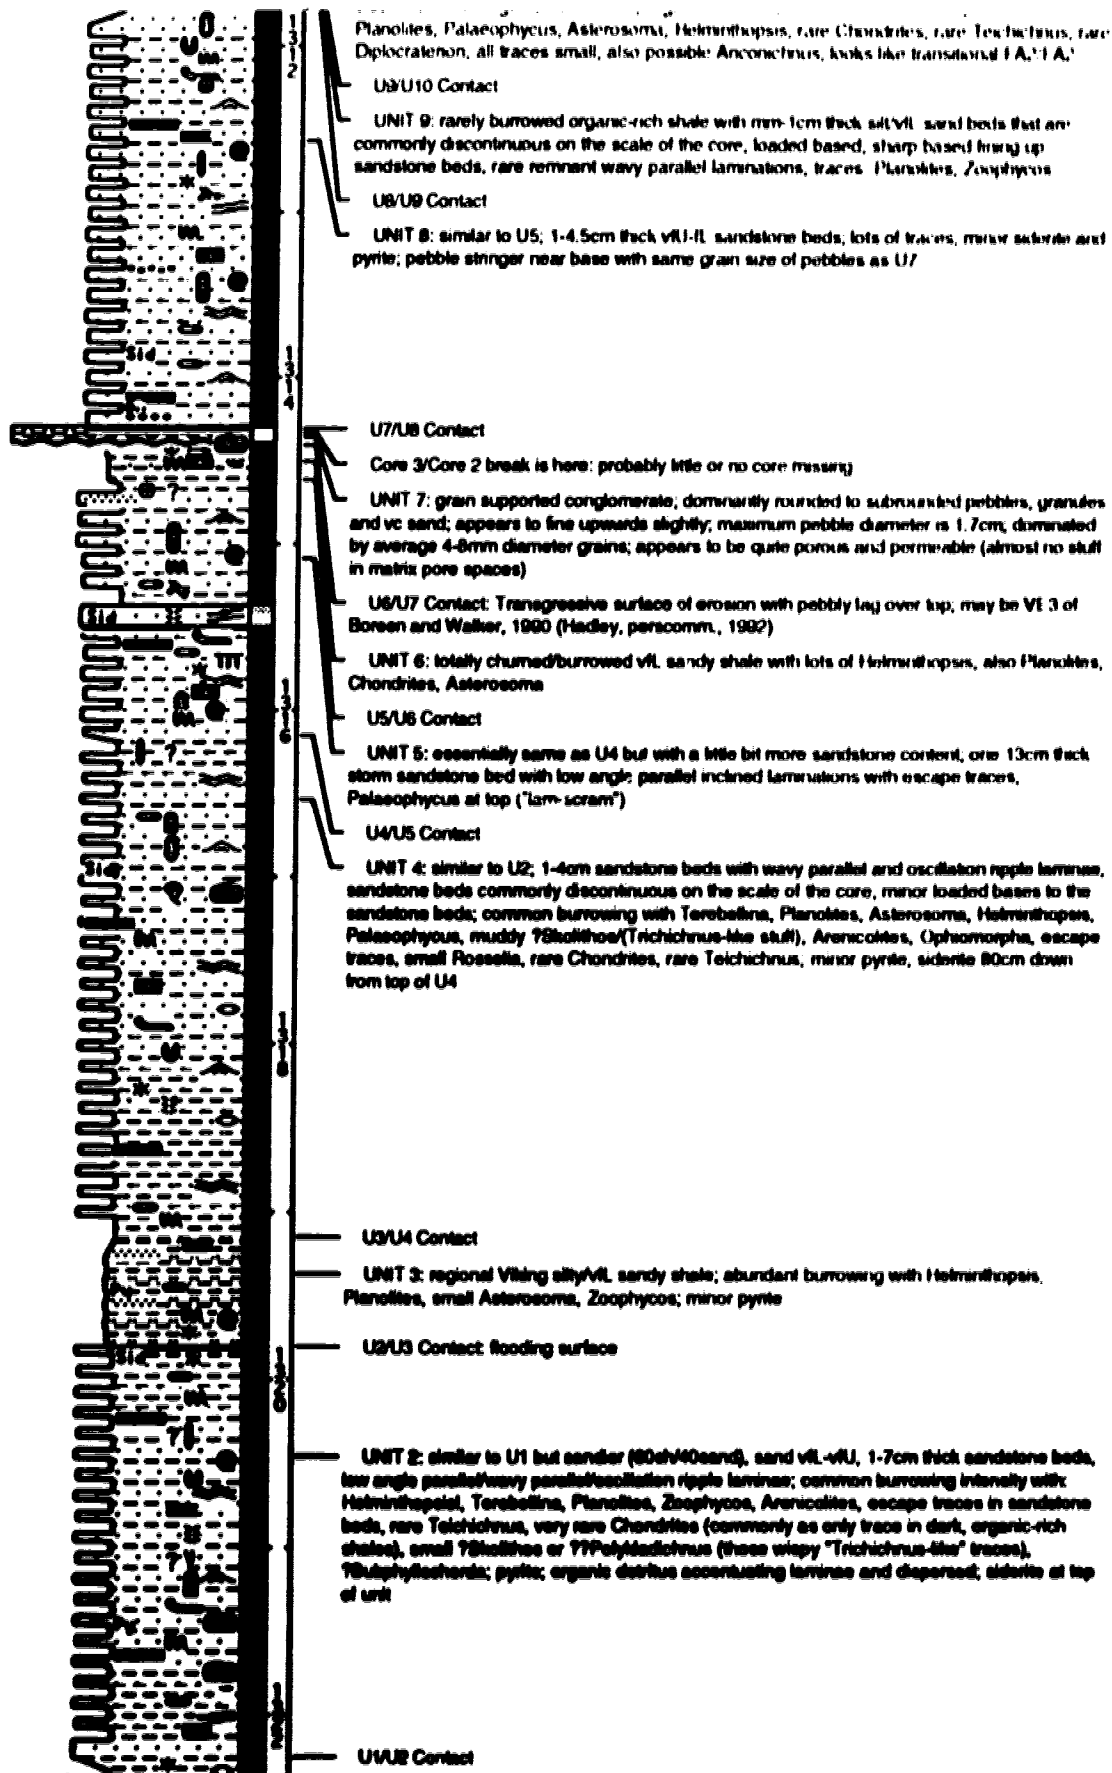 Planolites, Palaeophycus, Asterosoma, Helminthopsis, rare Chondrites, rare Teichichnus, rare
Diplocraterion, all traces small, also possible Anconichnus, looks like transitional
U9/U10 Contact
UNIT 9: rarely burrowed organic-rich shale with mm-1cm thick silt/vfL sand beds that are
commonly discontinuous on the scale of the core, loaded based, sharp based fining up
sandstone beds, rare remnant wavy parallel laminations, traces Planolites, Zoophycos
U8/U9 Contact
UNIT 8: similar to U5; 1-4.5cm thick vfU-fL sandstone beds; lots of traces, minor siderite and
pyrite; pebble stringer near base with same grain size of pebbles as U7
U7/U8 Contact
Core 3/Core 2 break is here: probably little or no core missing
UNIT 7: grain supported conglomerate; dominantly rounded to subrounded pebbles, granules
and vc sand; appears to fine upwards slightly; maximum pebble diameter is 1.7cm; dominated
by average 4-8mm diameter grains; appears to be quite porous and permeable (almost no stuff
in matrix pore spaces)
U6/U7 Contact: Transgressive surface of erosion with pebbly lag over top; may be VE 3 of
Boreen and Walker, 1990 (Hadley, perscomm., 1992)
UNIT 6: totally churned/burrowed vfL sandy shale with lots of Helminthopsis, also Planolites,
Chondrites, Asterosoma
U5/U6 Contact
UNIT 5: essentially same as U4 but with a little bit more sandstone content; one 13cm thick
storm sandstone bed with low angle parallel inclined laminations with escape traces,
Palaeophycus at top ("lam-scram")
U4/U5 Contact
UNIT 4: similar to U2; 1-4cm sandstone beds with wavy parallel and oscillation ripple laminae,
sandstone beds commonly discontinuous on the scale of the core, minor loaded bases to the
sandstone beds; common burrowing with Terebellina, Planolites, Asterosoma, Helminthopsis,
Palaeophycus, muddy ?Skolithos/(Trichichnus-like stuff), Arenicolites, Ophiomorpha, escape
traces, small Rossella, rare Chondrites, rare Teichichnus; minor pyrite, siderite 80cm down
from top of U4
U3/U4 Contact
UNIT 3: regional Viking silty/vfL sandy shale; abundant burrowing with Helminthopsis,
Planolites, small Asterosoma, Zoophycos; minor pyrite
U2/U3 Contact: flooding surface
UNIT 2: similar to U1 but sandier (60sh/40sand), sand vfL-vfU, 1-7cm thick sandstone beds,
low angle parallel/wavy parallel/oscillation ripple laminae; common burrowing intensity with:
Terebellina, Planolites, Zoophycos, Arenicolites, escape traces in sandstone
beds, rare Teichichnus, very rare Chondrites (commonly as only trace in dark, organic-rich
shales), small ?Skolithos or ??Polykladichnus (these wispy "Trichichnus-like" traces),
pyrite; organic detritus accentuating laminae and dispersed; siderite at top
of unit
U1/U2 Contact
1312
1314
1316
1318
1320
1322
Sid
Sid
Sid
Sid